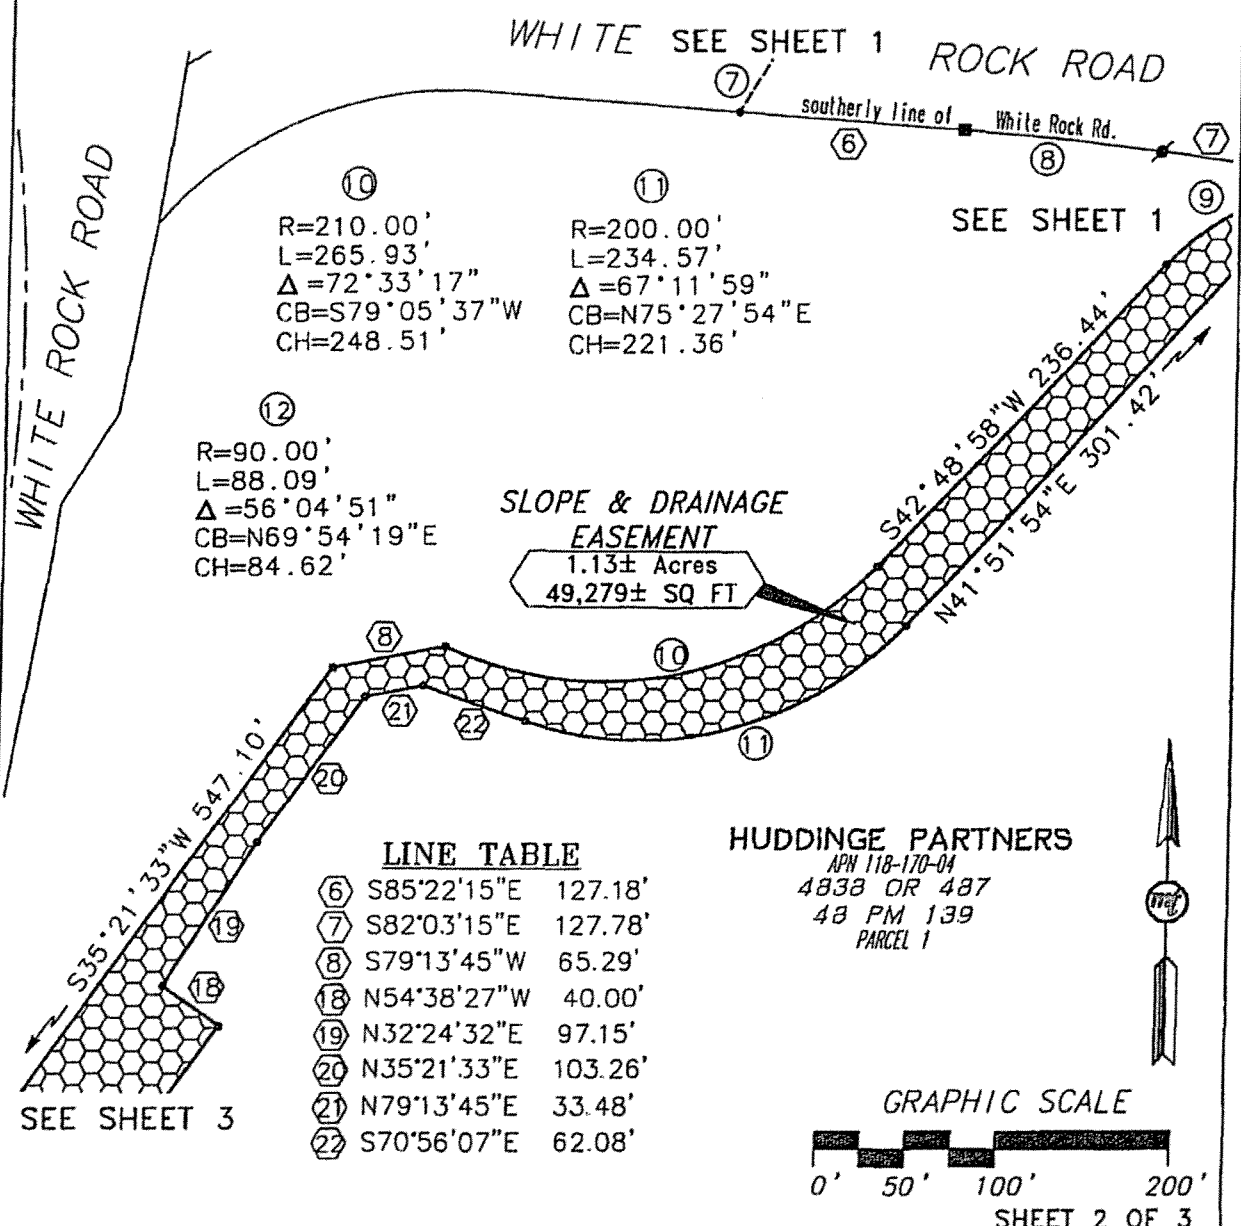 WHITE SEE SHEET 1 ROCK ROAD
7
southerly line of White Rock Rd.
6
8
7
WHITE ROCK ROAD
10
R=210.00'
L=265.93'
Δ=72°33'17"
CB=S79°05'37"W
CH=248.51'
11
R=200.00'
L=234.57'
Δ=67°11'59"
CB=N75°27'54"E
CH=221.36'
9
SEE SHEET 1
12
R=90.00'
L=88.09'
Δ=56°04'51"
CB=N69°54'19"E
CH=84.62'
S42°48'58"W 236.44'
N41°51'54"E 301.42'
SLOPE & DRAINAGE
EASEMENT
1.13± Acres
49,279± SQ FT
8
10
21
22
11
20
S35°21'33"W 547.10'
19
18
SEE SHEET 3
LINE TABLE
6 S85°22'15"E 127.18'
7 S82°03'15"E 127.78'
8 S79°13'45"W 65.29'
18 N54°38'27"W 40.00'
19 N32°24'32"E 97.15'
20 N35°21'33"E 103.26'
21 N79°13'45"E 33.48'
22 S70°56'07"E 62.08'
HUDDINGE PARTNERS
APN 118-170-04
4838 OR 487
48 PM 139
PARCEL 1
GRAPHIC SCALE
0' 50' 100' 200'
SHEET 2 OF 3